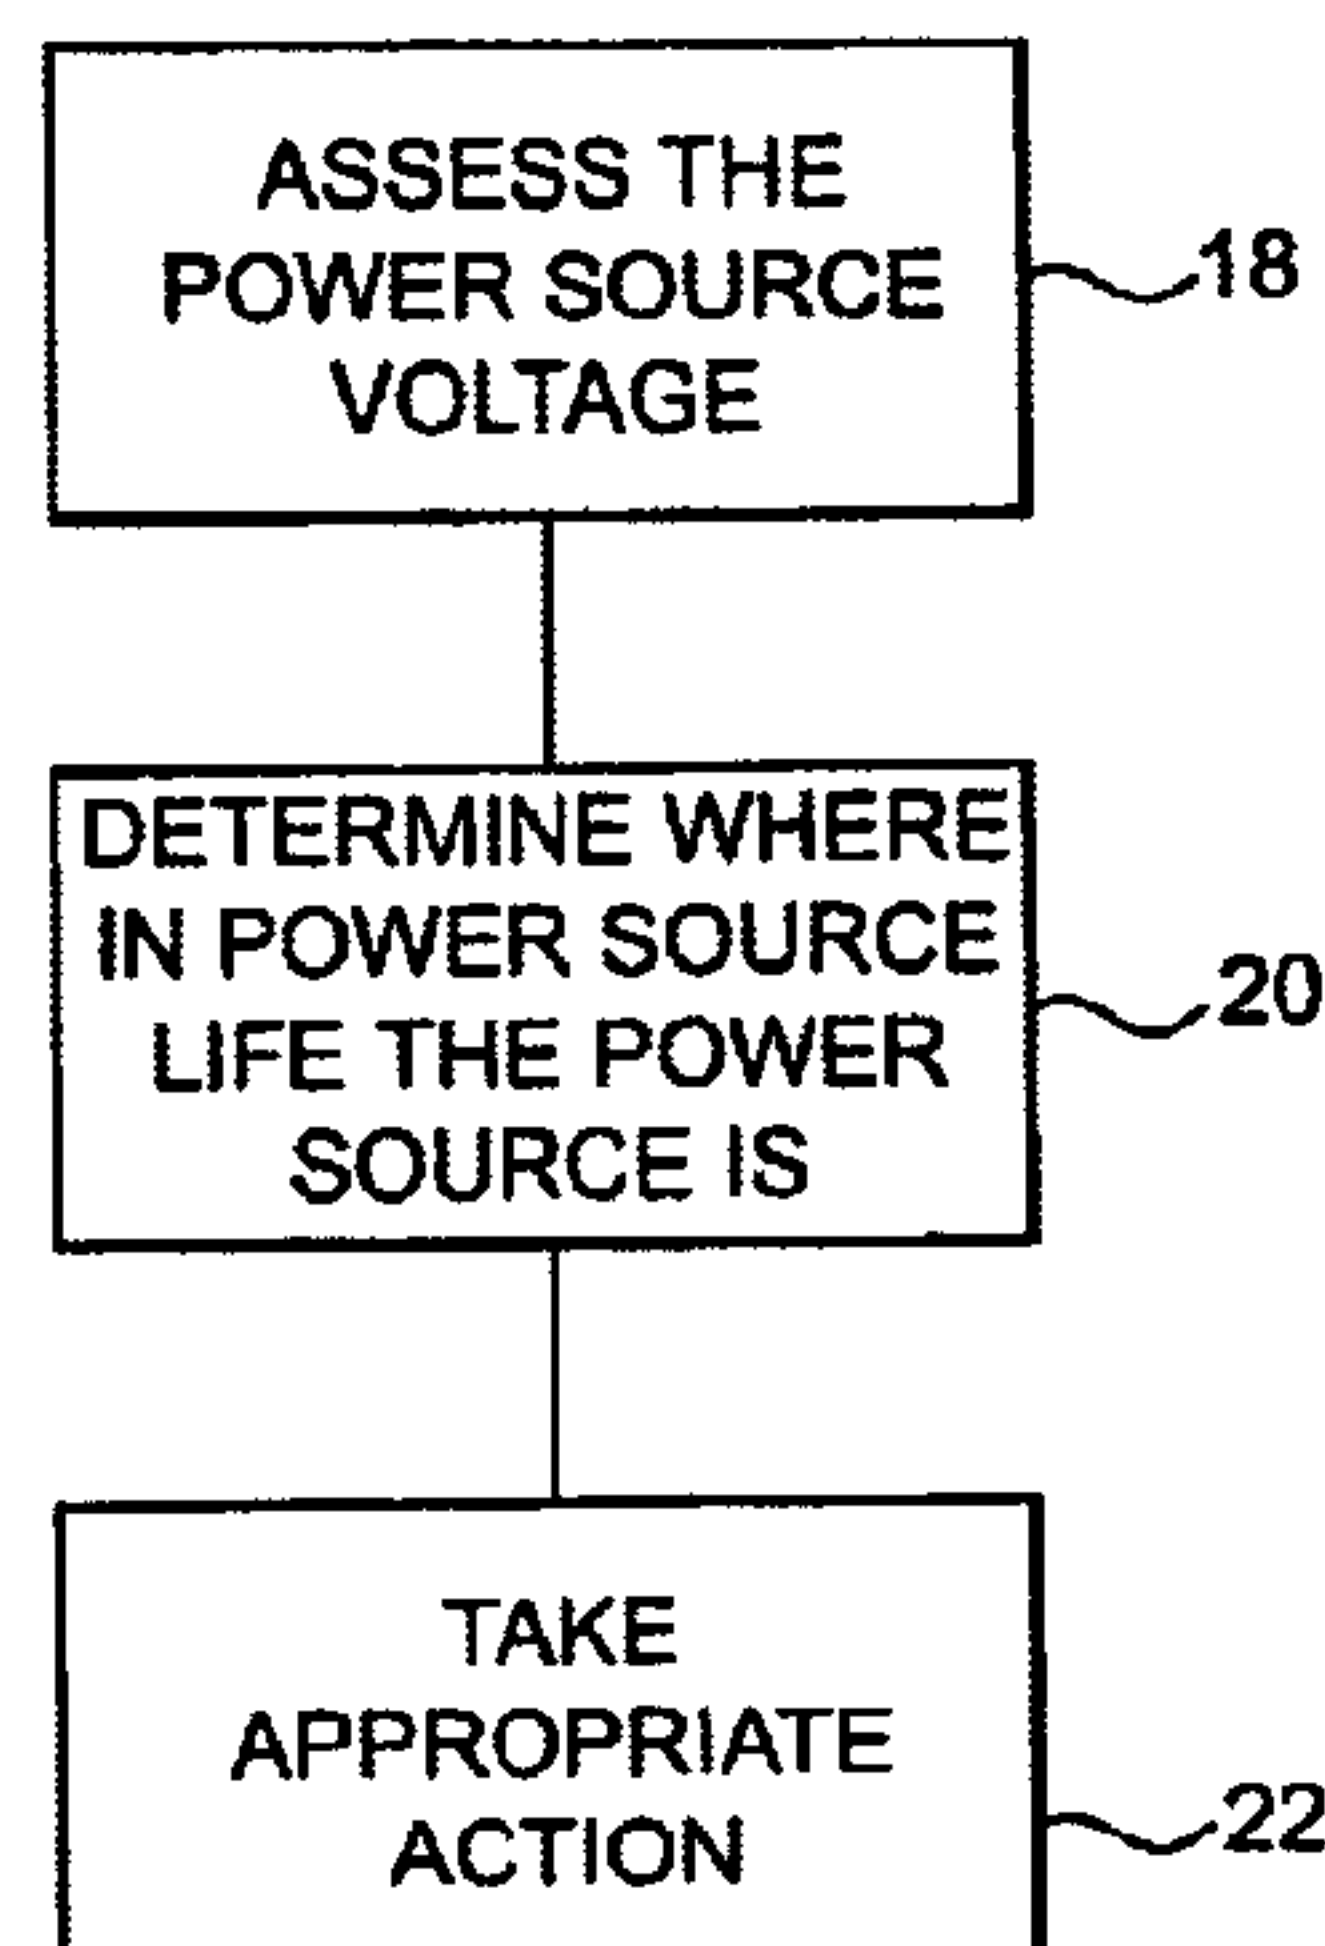 ASSESS THE
POWER SOURCE
VOLTAGE
18
DETERMINE WHERE
IN POWER SOURCE
LIFE THE POWER
SOURCE IS
20
TAKE
APPROPRIATE
ACTION
22